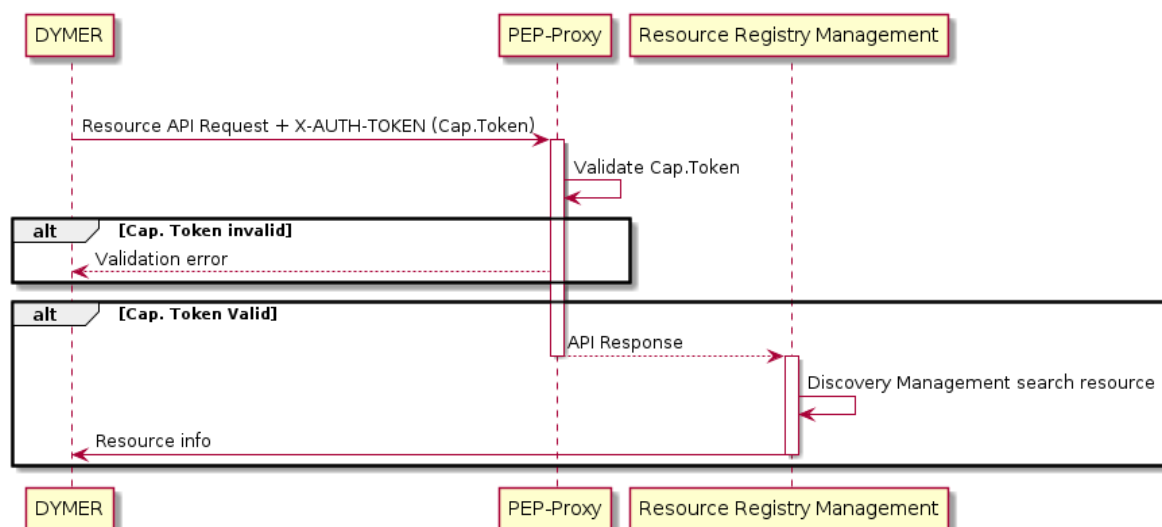 DYMER
PEP-Proxy
Resource Registry Management
Resource API Request + X-AUTH-TOKEN (Cap.Token)
Validate Cap.Token
alt
[Cap. Token invalid]
Validation error
alt
[Cap. Token Valid]
API Response
Discovery Management search resource
Resource info
DYMER
PEP-Proxy
Resource Registry Management